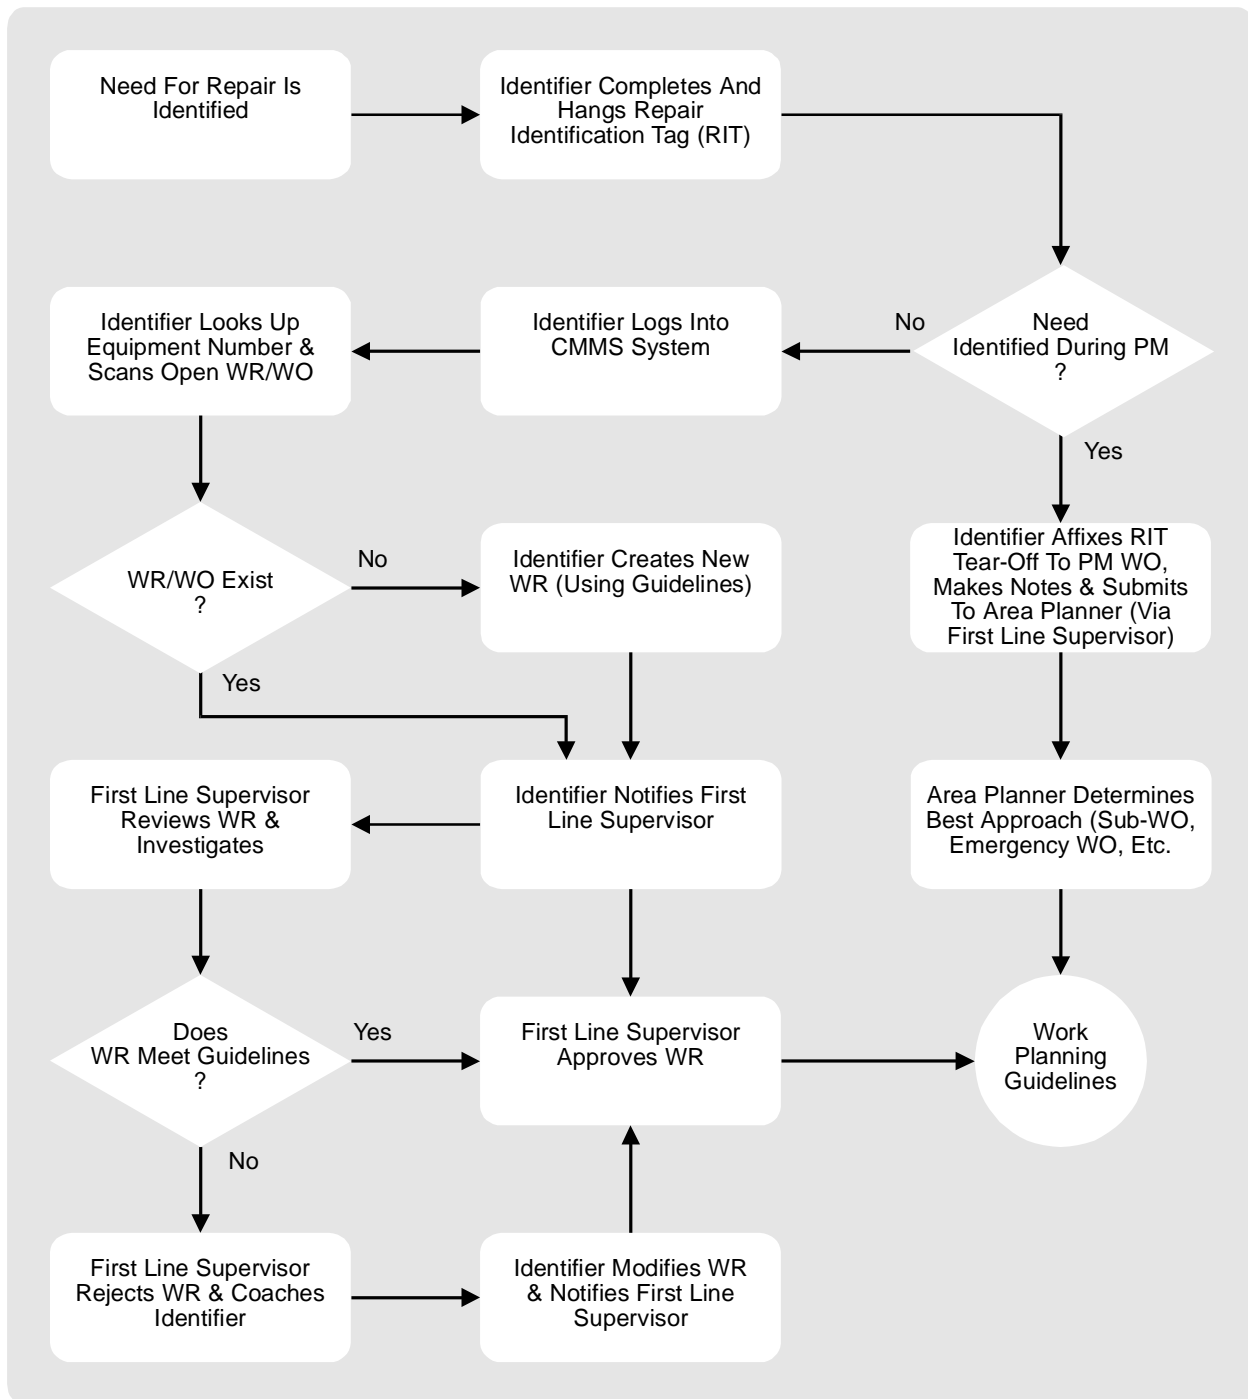 Need For Repair Is
Identified
Identifier Completes And
Hangs Repair
Identification Tag (RIT)
Identifier Looks Up
Equipment Number &
Scans Open WR/WO
Identifier Logs Into
CMMS System
No
Need
Identified During PM
?
Yes
WR/WO Exist
?
No
Yes
Identifier Creates New
WR (Using Guidelines)
Identifier Affixes RIT
Tear-Off To PM WO,
Makes Notes & Submits
To Area Planner (Via
First Line Supervisor)
First Line Supervisor
Reviews WR &
Investigates
Identifier Notifies First
Line Supervisor
Area Planner Determines
Best Approach (Sub-WO,
Emergency WO, Etc.
Does
WR Meet Guidelines
?
Yes
No
First Line Supervisor
Approves WR
Work
Planning
Guidelines
First Line Supervisor
Rejects WR & Coaches
Identifier
Identifier Modifies WR
& Notifies First Line
Supervisor